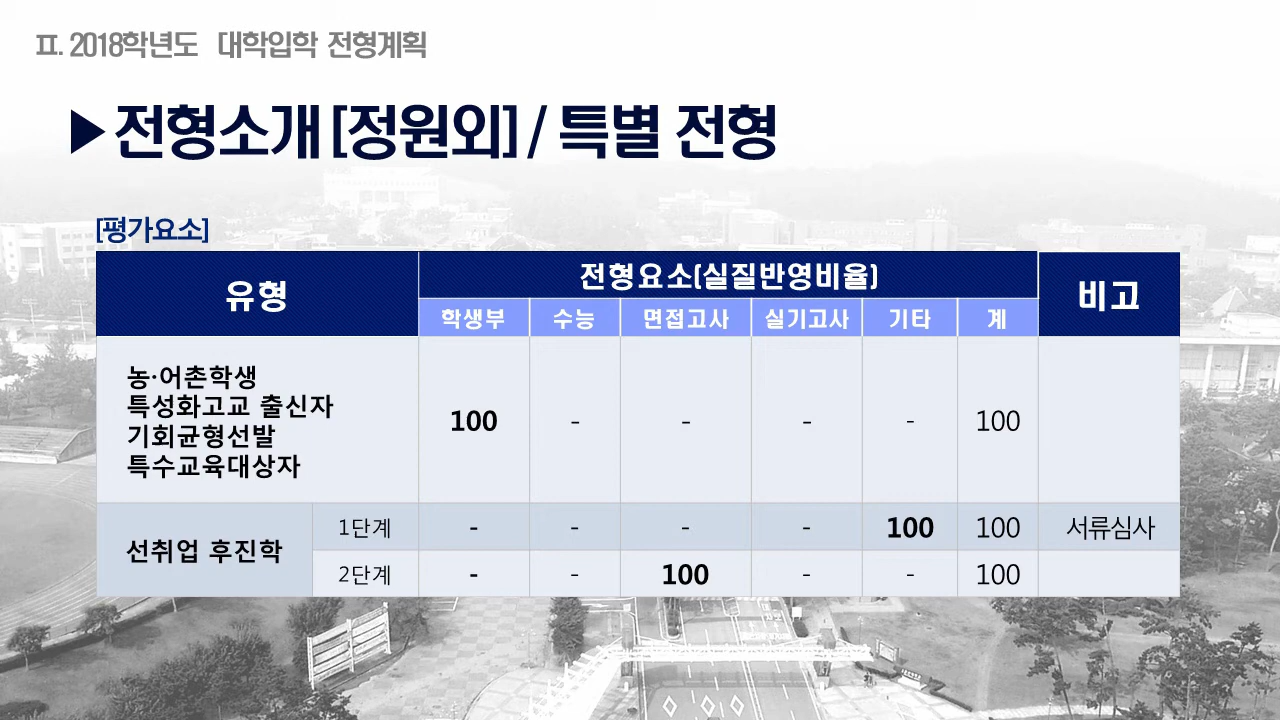 Ⅱ. 2018학년도 대학입학 전형계획
▶전형소개 [정원외] / 특별 전형
[평가요소]
유형 전형요소(실질반영비율) 비고
학생부 수능 면접고사 실기고사 기타 계
농·어촌학생
특성화고교 출신자
기회균형선발
특수교육대상자
100 - - - - 100
선취업 후진학
1단계 - - - - 100 100 서류심사
2단계 - - 100 - - 100